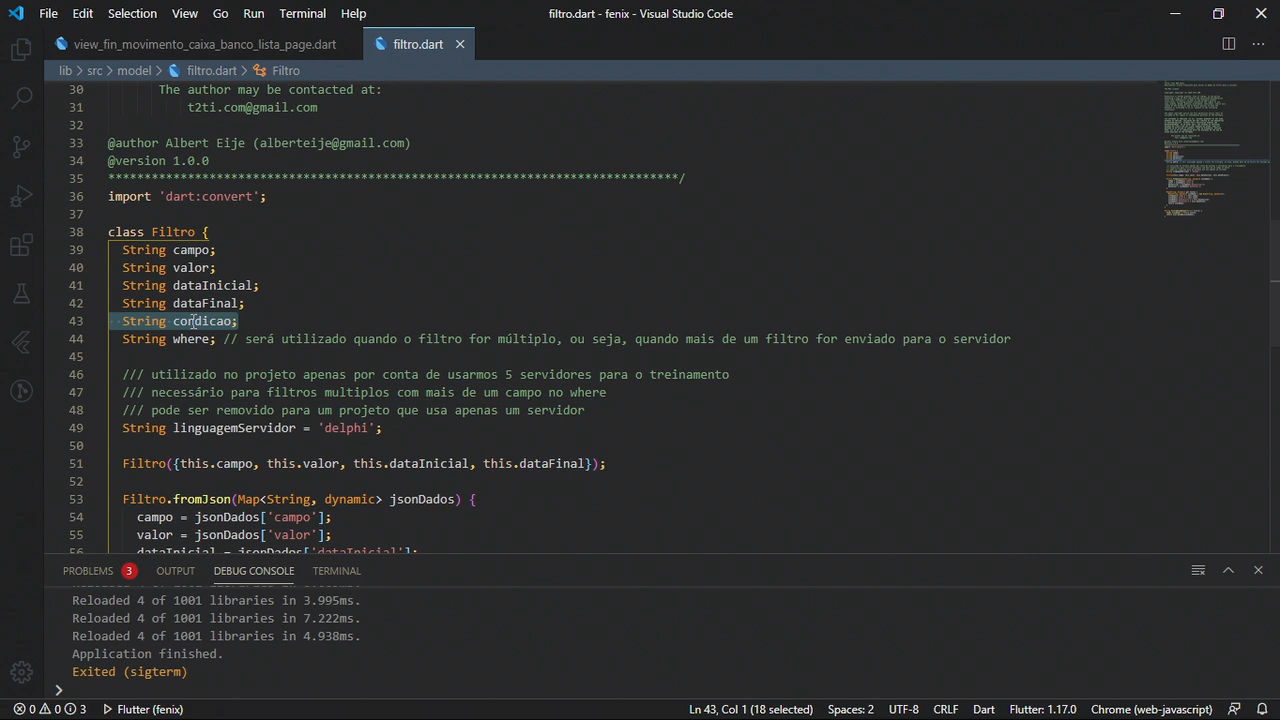 File Edit Selection View Go Run Terminal Help filtro.dart - fenix - Visual Studio Code
view_fin_movimento_caixa_banco_lista_page.dart filtro.dart
lib > src > model > filtro.dart > Filtro
30 The author may be contacted at:
31 t2ti.com@gmail.com
32
33 @author Albert Eije (alberteije@gmail.com)
34 @version 1.0.0
35 *******************************************************************************/
36 import 'dart:convert';
37
38 class Filtro {
39 String campo;
40 String valor;
41 String dataInicial;
42 String dataFinal;
43 String condicao;
44 String where; // será utilizado quando o filtro for múltiplo, ou seja, quando mais de um filtro for enviado para o servidor
45
46 /// utilizado no projeto apenas por conta de usarmos 5 servidores para o treinamento
47 /// necessário para filtros multiplos com mais de um campo no where
48 /// pode ser removido para um projeto que usa apenas um servidor
49 String linguagemServidor = 'delphi';
50
51 Filtro({this.campo, this.valor, this.dataInicial, this.dataFinal});
52
53 Filtro.fromJson(Map<String, dynamic> jsonDados) {
54 campo = jsonDados['campo'];
55 valor = jsonDados['valor'];
56 dataInicial = jsonDados['dataInicial'];
PROBLEMS 3 OUTPUT DEBUG CONSOLE TERMINAL
Reloaded 4 of 1001 libraries in 3.995ms.
Reloaded 4 of 1001 libraries in 7.222ms.
Reloaded 4 of 1001 libraries in 4.938ms.
Application finished.
Exited (sigterm)
>
0 0 3 Flutter (fenix) Ln 43, Col 1 (18 selected) Spaces: 2 UTF-8 CRLF Dart Flutter: 1.17.0 Chrome (web-javascript)